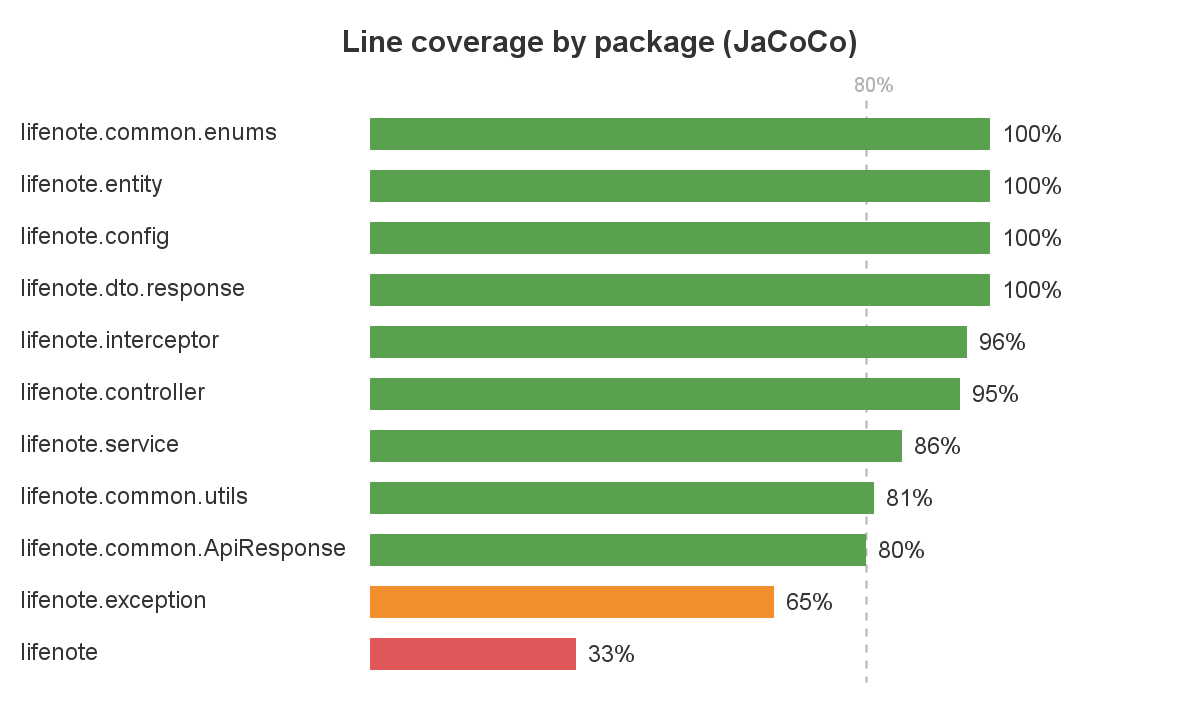 Line coverage by package (JaCoCo)
80%
lifenote.common.enums 100%
lifenote.entity 100%
lifenote.config 100%
lifenote.dto.response 100%
lifenote.interceptor 96%
lifenote.controller 95%
lifenote.service 86%
lifenote.common.utils 81%
lifenote.common.ApiResponse 80%
lifenote.exception 65%
lifenote 33%